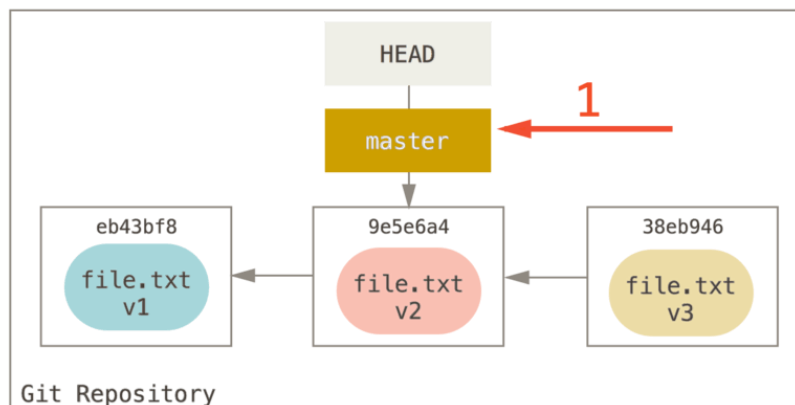 HEAD
1
master
eb43bf8
9e5e6a4
38eb946
file.txt
v1
file.txt
v2
file.txt
v3
Git Repository